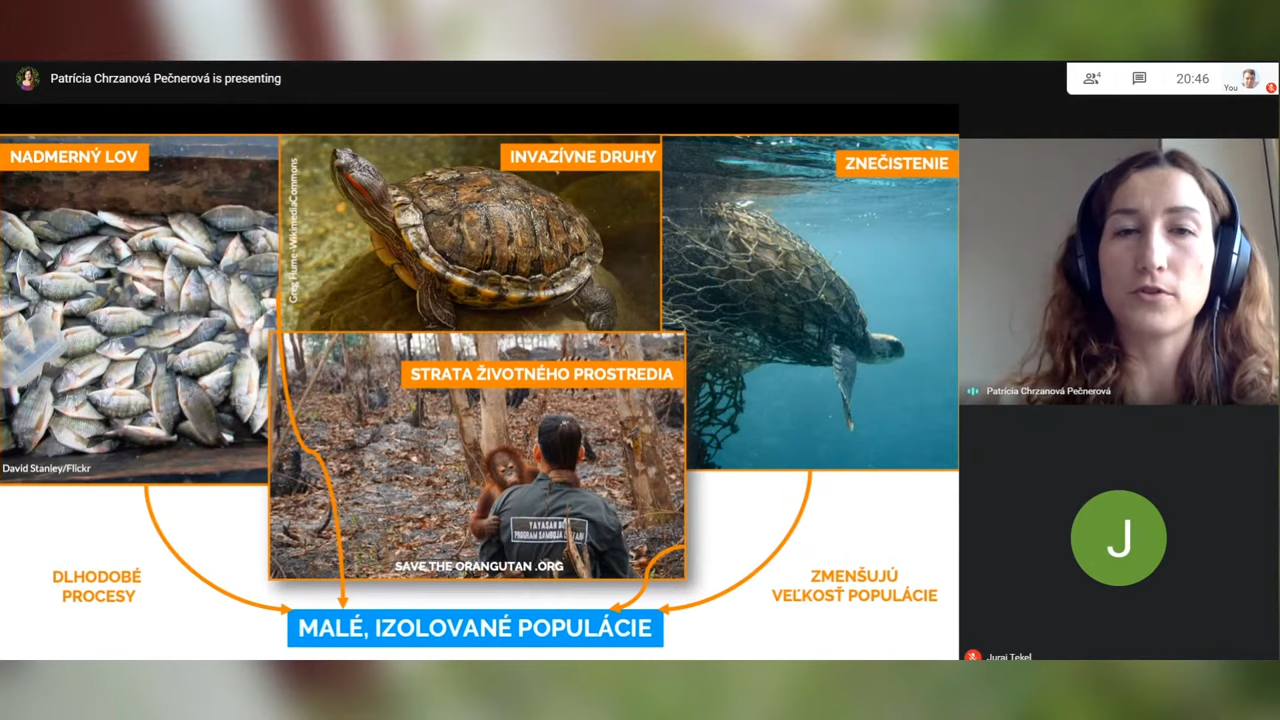 Patrícia Chrzanová Pečnerová is presenting
4
20:46
You
NADMERNÝ LOV
INVAZÍVNE DRUHY
ZNEČISTENIE
Greg Hume-WikimediaCommons
STRATA ŽIVOTNÉHO PROSTREDIA
David Stanley/Flickr
PROGRAM SAMBOJA
SAVE THE ORANGUTAN .ORG
DLHODOBÉ
PROCESY
ZMENŠUJÚ
VEĽKOSŤ POPULÁCIE
MALÉ, IZOLOVANÉ POPULÁCIE
Patrícia Chrzanová Pečnerová
J
Juraj Tekel